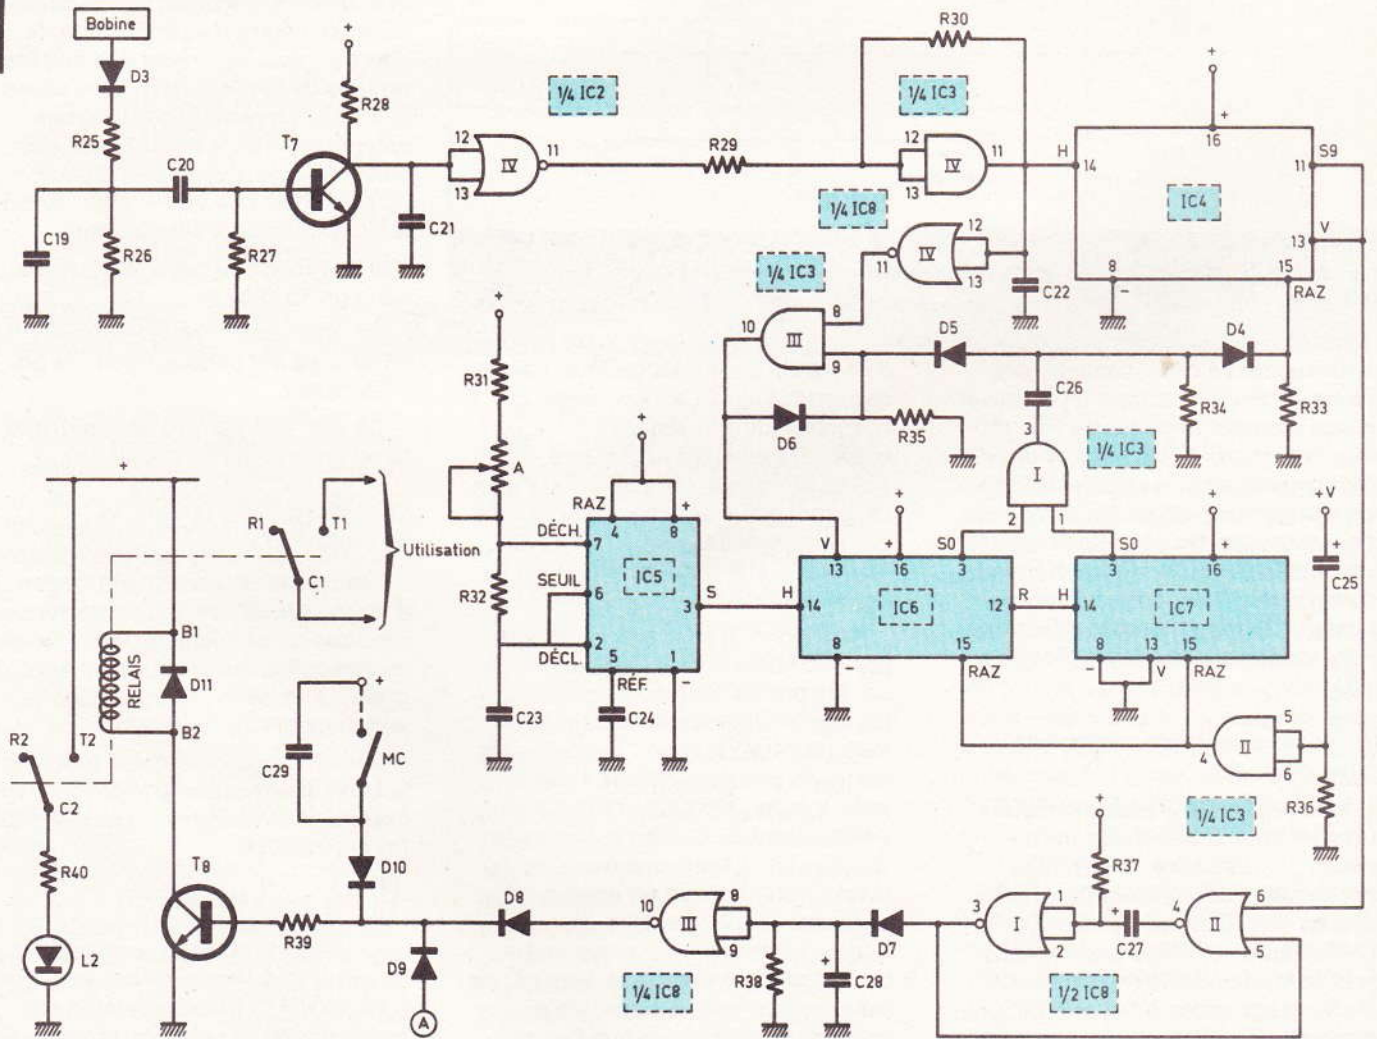 Bobine
D3
R25
C20
C19
R26
R27
T7
+
R28
C21
12
13
IV
11
1/4 IC2
R29
R30
1/4 IC3
12
13
IV
11
H
14
+
+
16
IC4
11
S9
13
V
15
RAZ
8
−
1/4 IC8
12
IV
11
13
C22
1/4 IC3
10
III
8
9
D5
D4
C26
R34
R33
D6
R35
3
1/4 IC3
I
2
1
+
R31
A
R32
C23
+
RAZ
4
+
8
DÉCH.
7
IC5
SEUIL
6
3
S
2
DÉCL.
5
RÉF.
1
−
C24
V
13
+
+
16
SO
3
H
14
IC6
12
R
8
−
15
RAZ
SO
3
+
+
16
H
14
IC7
8
−
13
V
15
RAZ
+V
+
C25
II
5
4
6
R36
1/4 IC3
+
R1
T1
C1
Utilisation
B1
RELAIS
D11
B2
R2
T2
C2
R40
L2
T8
+
C29
MC
D10
R39
D9
A
D8
10
III
8
9
1/4 IC8
R38
+
C28
D7
3
I
1
2
+
R37
+
C27
4
II
6
5
1/2 IC8